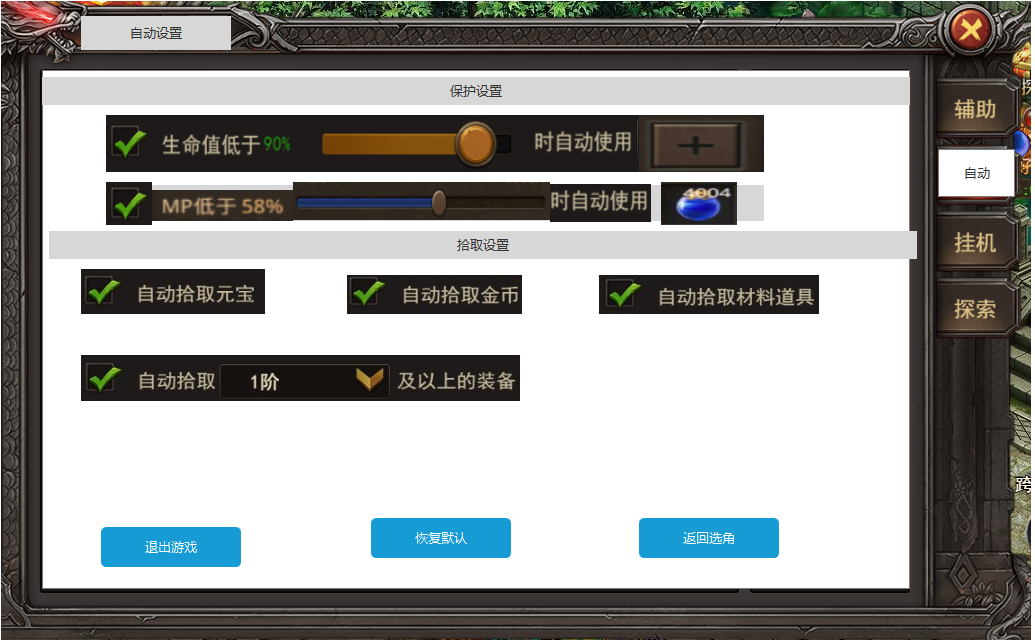 自动设置
保护设置
辅助
生命值低于90%
时自动使用
自动
MP低于 58%
时自动使用
4004
拾取设置
挂机
自动拾取元宝
自动拾取金币
自动拾取材料道具
探索
自动拾取
1阶
及以上的装备
跨
退出游戏
恢复默认
返回选角